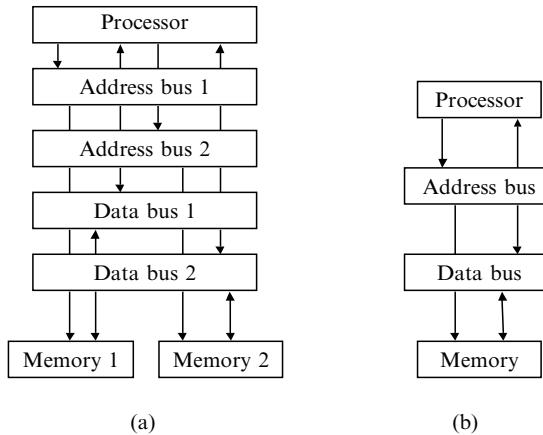 Processor
Address bus 1
Address bus 2
Data bus 1
Data bus 2
Memory 1 Memory 2
(a)
Processor
Address bus
Data bus
Memory
(b)